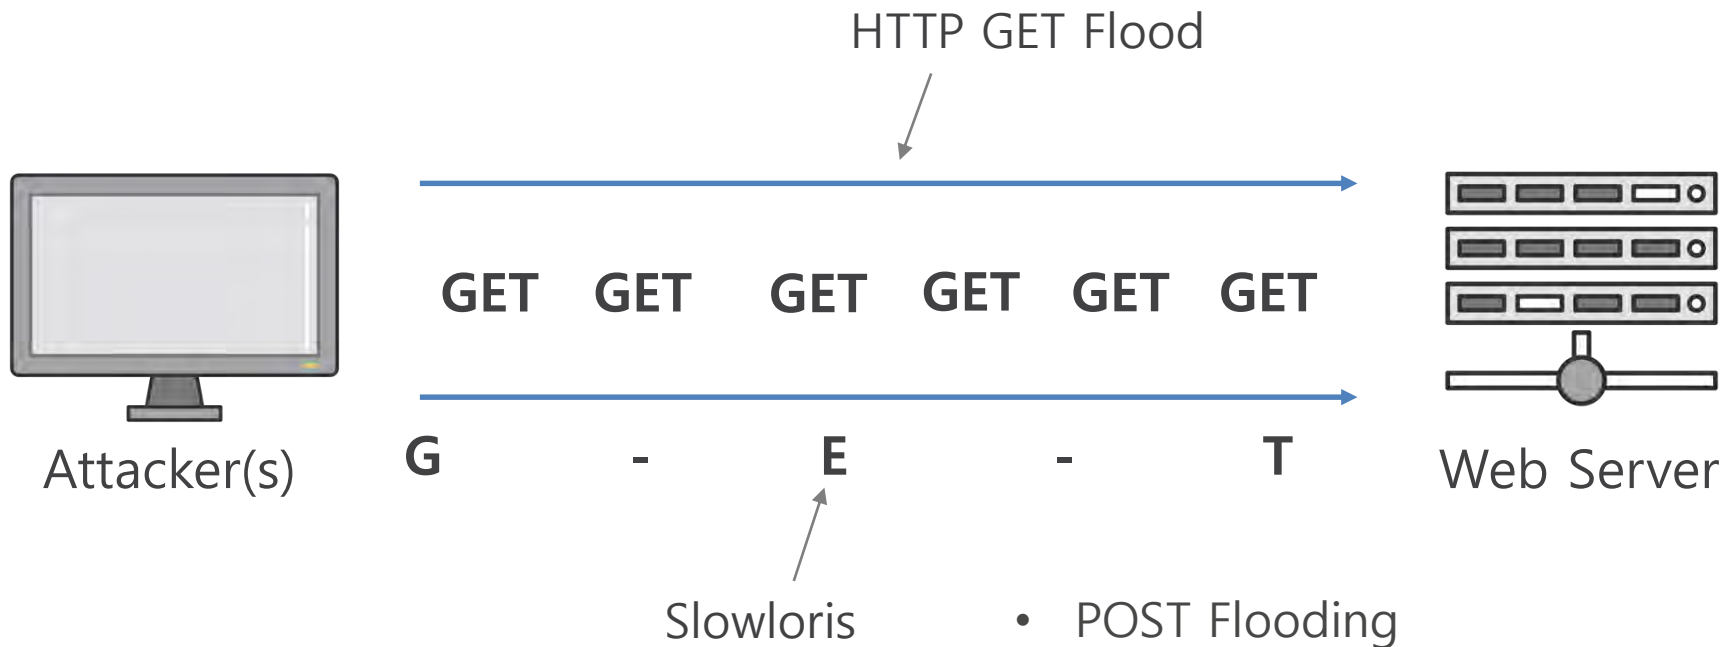 HTTP GET Flood
GET GET GET GET GET GET
G - E - T
Attacker(s)
Web Server
Slowloris
• POST Flooding